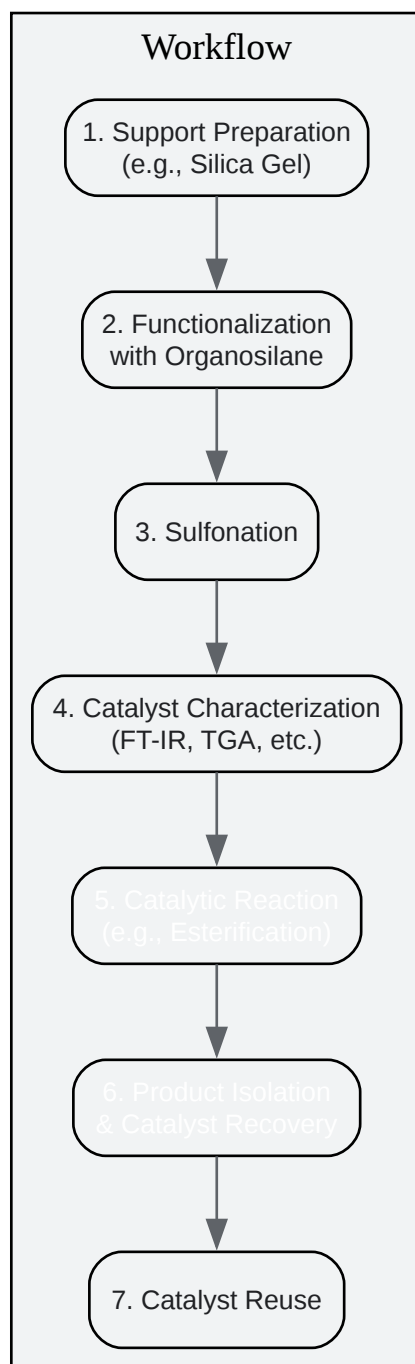 Workflow
1. Support Preparation
(e.g., Silica Gel)
2. Functionalization
with Organosilane
3. Sulfonation
4. Catalyst Characterization
(FT-IR, TGA, etc.)
5. Catalytic Reaction
(e.g., Esterification)
6. Product Isolation
& Catalyst Recovery
7. Catalyst Reuse